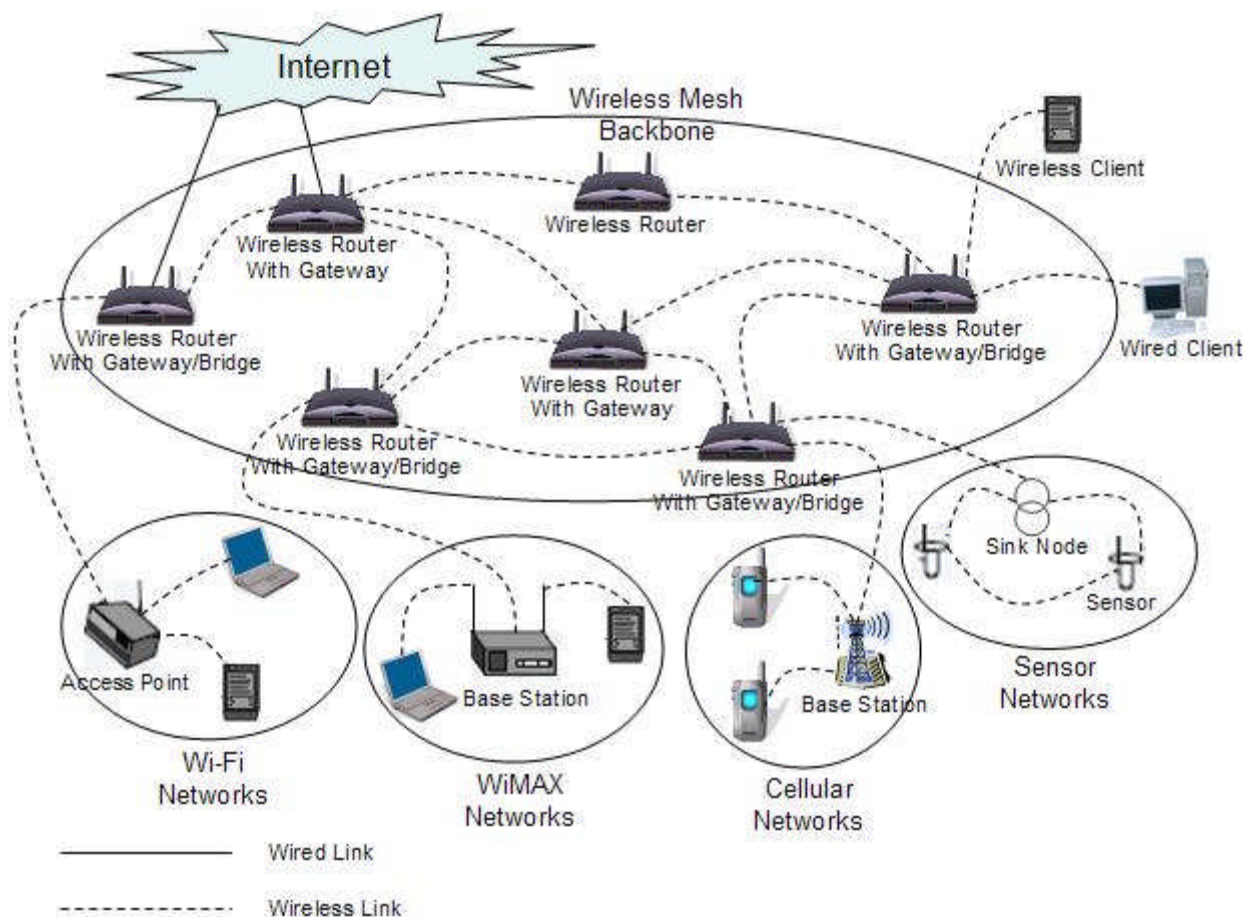 Internet
Wireless Mesh
Backbone
Wireless Client
Wireless Router
Wireless Router
With Gateway
Wireless Router
With Gateway/Bridge
Wireless Router
With Gateway/Bridge
Wired Client
Wireless Router
With Gateway
Wireless Router
With Gateway/Bridge
Wireless Router
With Gateway/Bridge
Sink Node
Sensor
Access Point
Base Station
Base Station
Sensor
Networks
Wi-Fi
Networks
WiMAX
Networks
Cellular
Networks
Wired Link
Wireless Link